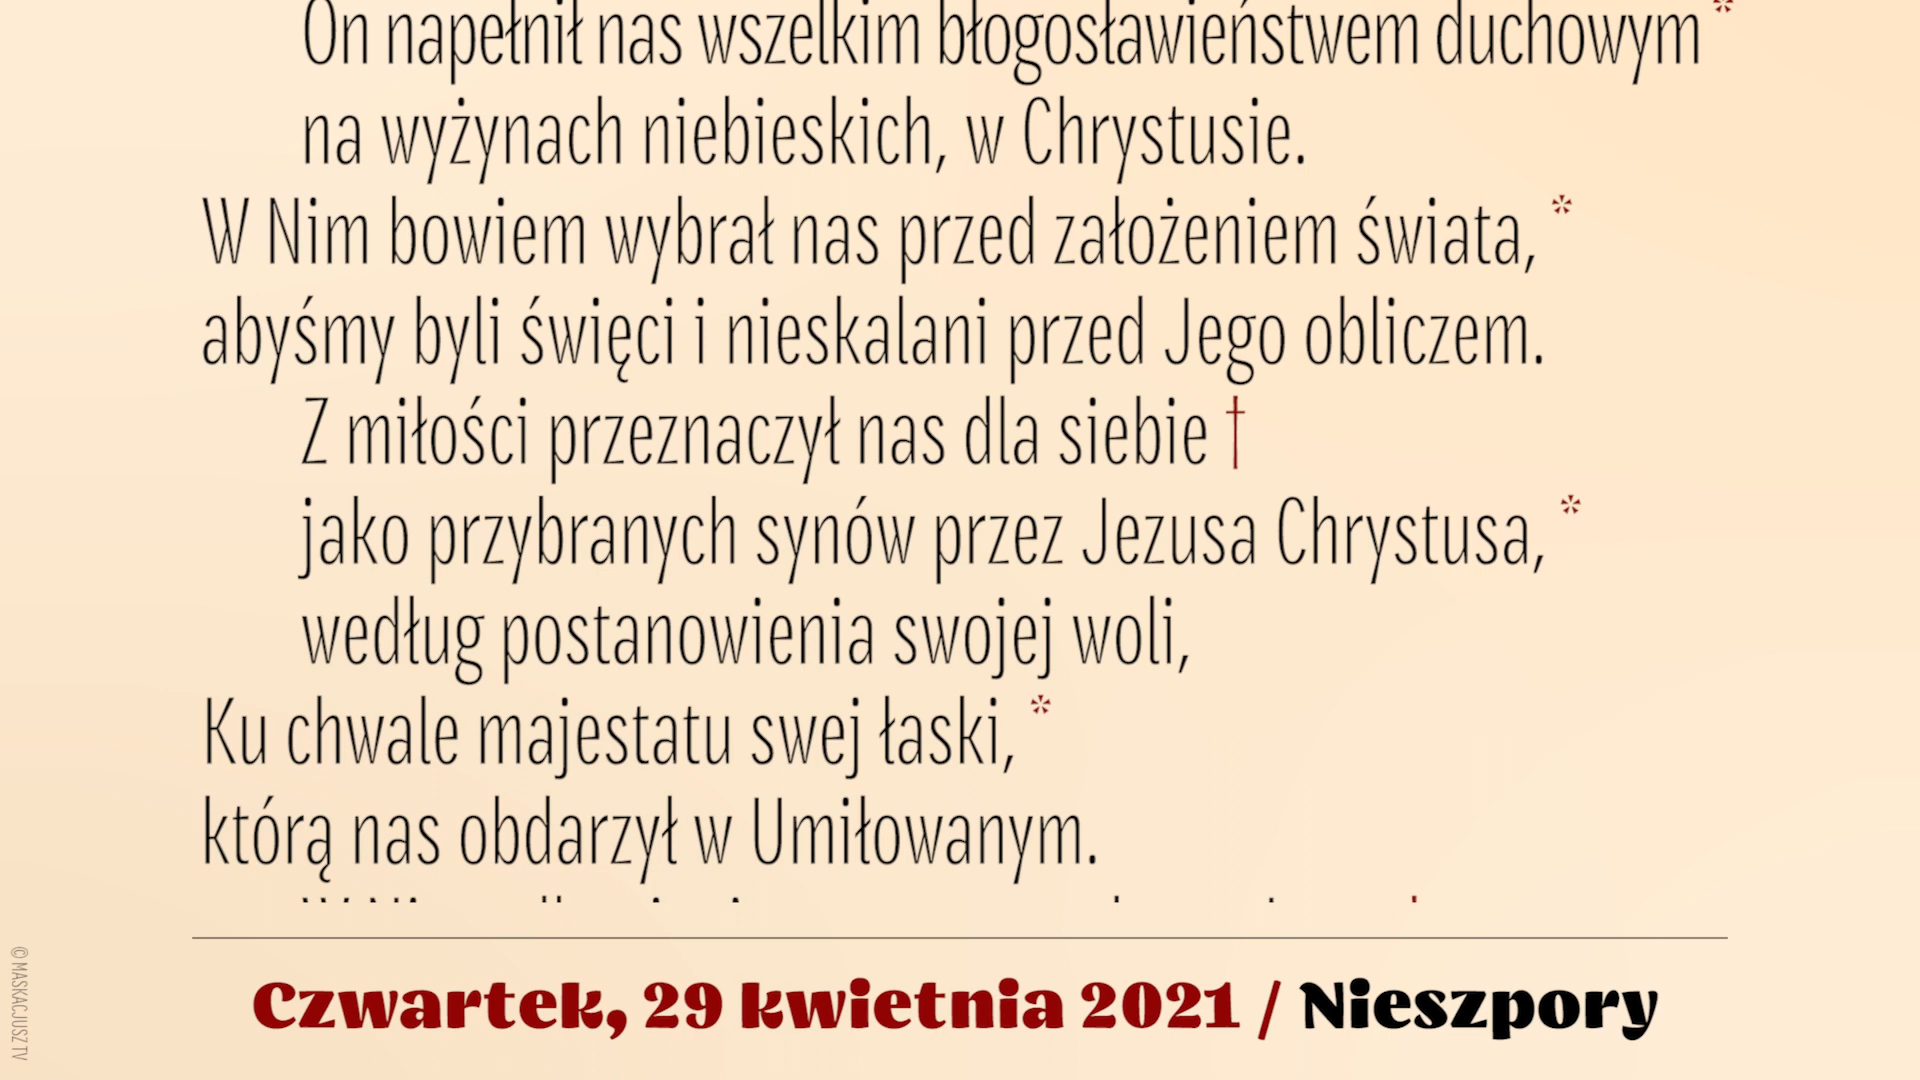 On napełnił nas wszelkim błogosławieństwem duchowym *
na wyżynach niebieskich, w Chrystusie.
W Nim bowiem wybrał nas przed założeniem świata, *
abyśmy byli święci i nieskalani przed Jego obliczem.
Z miłości przeznaczył nas dla siebie †
jako przybranych synów przez Jezusa Chrystusa, *
według postanowienia swojej woli,
Ku chwale majestatu swej łaski, *
którą nas obdarzył w Umiłowanym.
Czwartek, 29 kwietnia 2021 / Nieszpory
© MASKACJUSZ TV